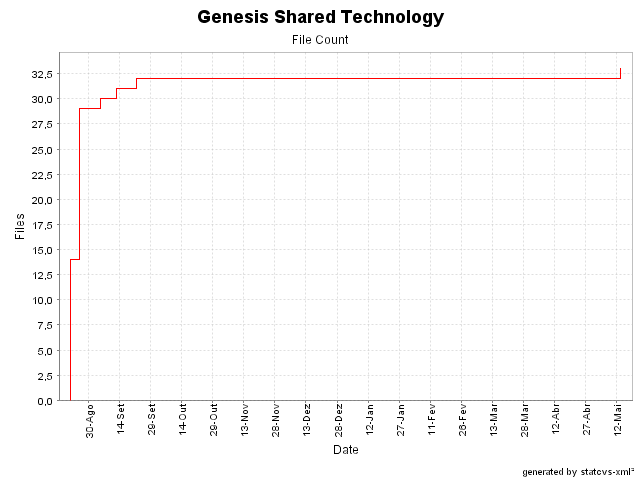 Genesis Shared Technology
File Count
32,5
30,0
27,5
25,0
22,5
20,0
17,5
15,0
12,5
10,0
7,5
5,0
2,5
0,0
Files
30-Ago
14-Set
29-Set
14-Out
29-Out
13-Nov
28-Nov
13-Dez
28-Dez
12-Jan
27-Jan
11-Fev
26-Fev
13-Mar
28-Mar
12-Abr
27-Abr
12-Mai
Date
generated by statcvs-xml²